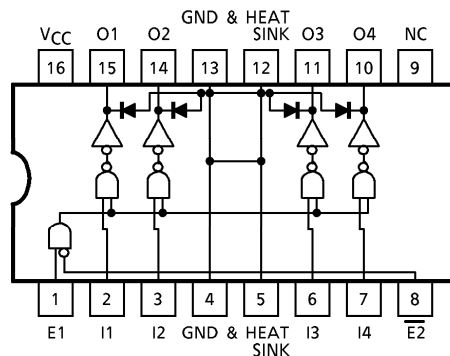 GND & HEAT
SINK
VCC O1 O2 O3 O4 NC
16 15 14 13 12 11 10 9
1 2 3 4 5 6 7 8
E1 I1 I2 GND & HEAT I3 I4 E2
SINK